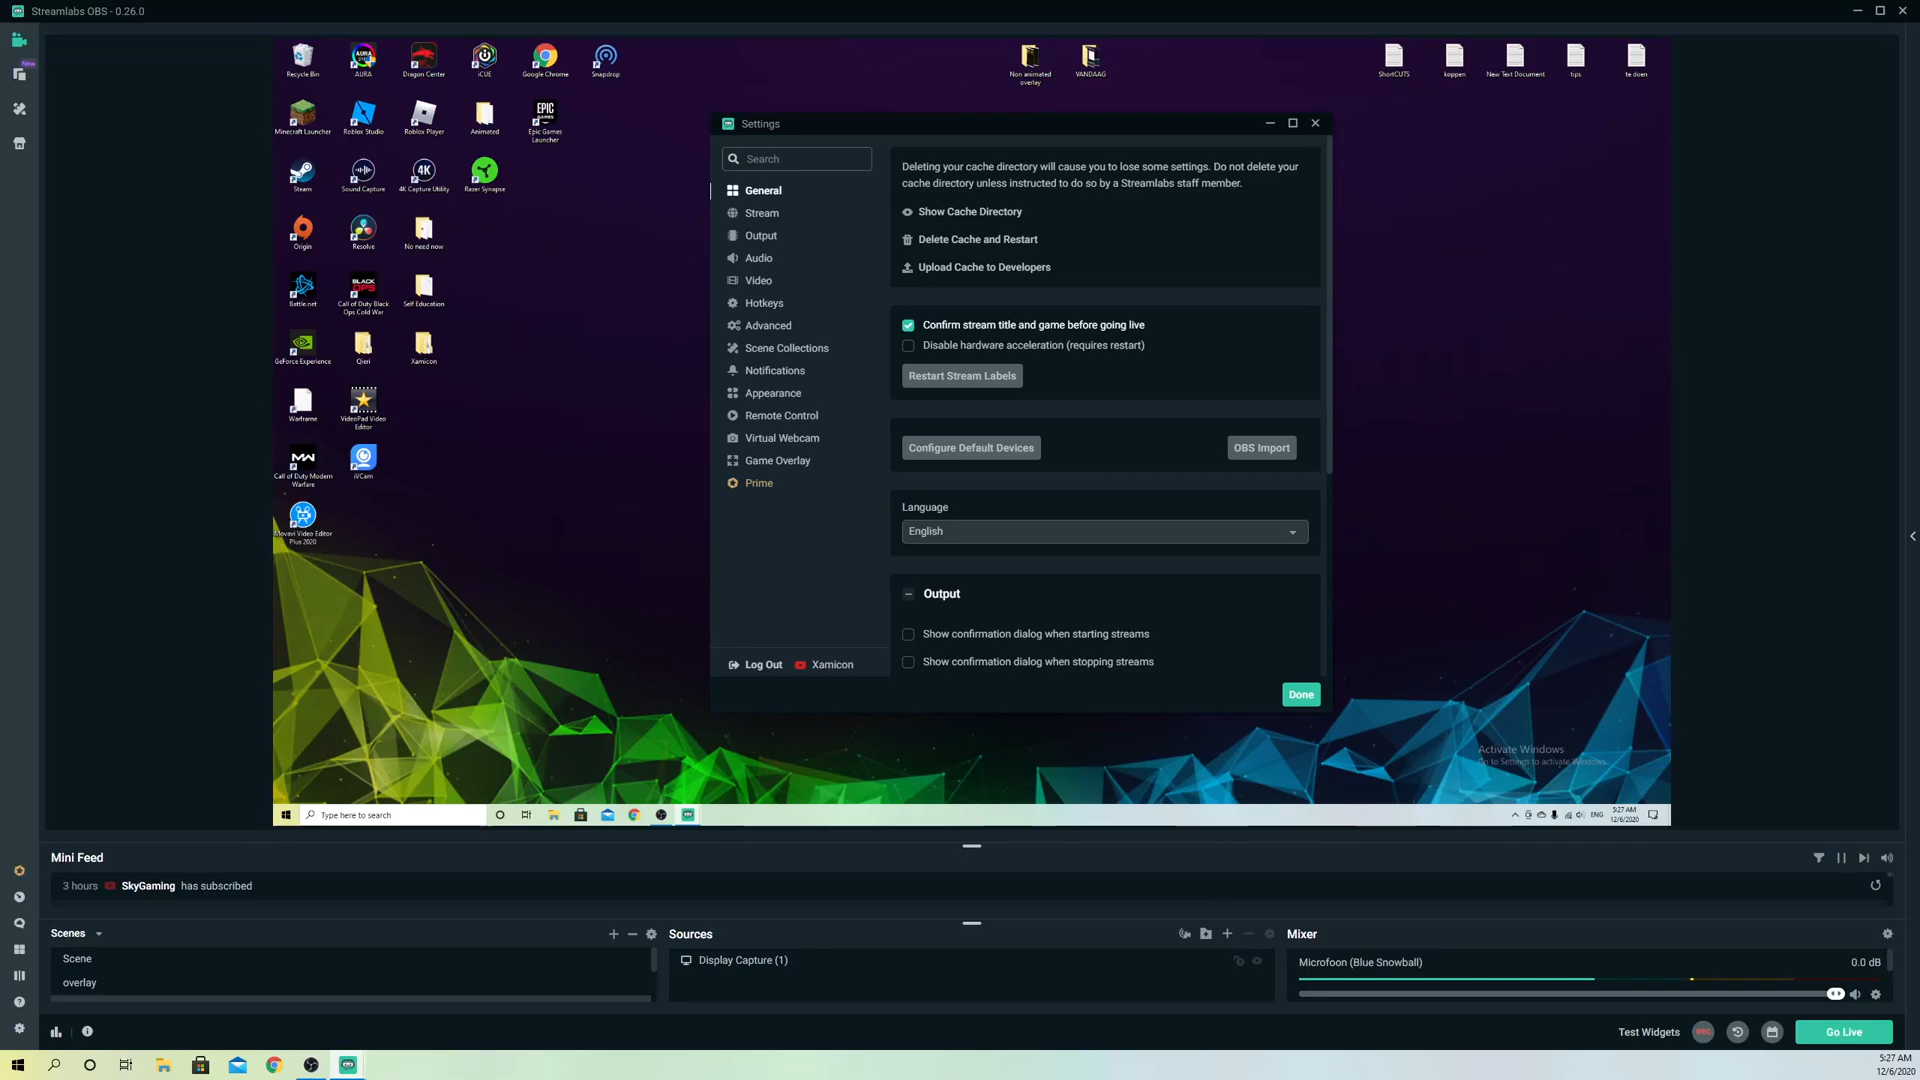 Streamlabs OBS - 0.26.0
New
Recycle Bin
AURA
Dragon Center
iCUE
Google Chrome
Snapdrop
Non animated
overlay
VANDAAG
ShortCUTS
koppen
New Text Document
tips
te doen
Minecraft Launcher
Roblox Studio
Roblox Player
Animated
EPIC
GAMES
Epic Games
Launcher
Steam
Sound Capture
4K
4K Capture Utility
Razer Synapse
Origin
Resolve
No need now
Battle.net
BLACK
OPS
Call of Duty Black
Ops Cold War
Self Education
GeForce Experience
Qieri
Xamicon
Warframe
VideoPad Video
Editor
MW
Call of Duty Modern
Warfare
iVCam
Movavi Video Editor
Plus 2020
Settings
Search
General
Stream
Output
Audio
Video
Hotkeys
Advanced
Scene Collections
Notifications
Appearance
Remote Control
Virtual Webcam
Game Overlay
Prime
Log Out
Xamicon
Deleting your cache directory will cause you to lose some settings. Do not delete your
cache directory unless instructed to do so by a Streamlabs staff member.
Show Cache Directory
Delete Cache and Restart
Upload Cache to Developers
Confirm stream title and game before going live
Disable hardware acceleration (requires restart)
Restart Stream Labels
Configure Default Devices
OBS Import
Language
English
Output
Show confirmation dialog when starting streams
Show confirmation dialog when stopping streams
Done
Activate Windows
Go to Settings to activate Windows.
Type here to search
ENG
5:27 AM
12/6/2020
Mini Feed
3 hours SkyGaming has subscribed
Scenes
Scene
overlay
Sources
Display Capture (1)
Mixer
Microfoon (Blue Snowball)
0.0 dB
Test Widgets
REC
Go Live
5:27 AM
12/6/2020